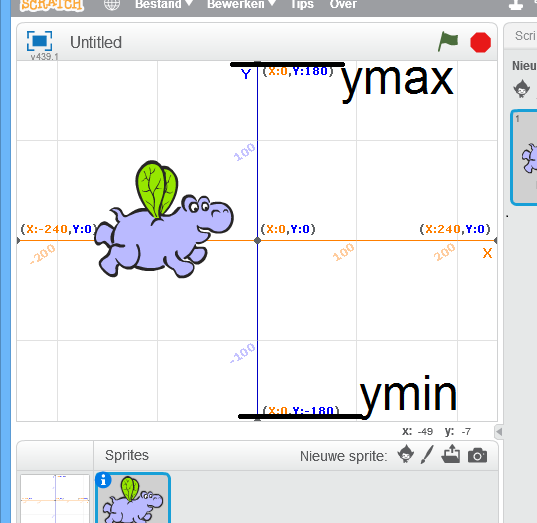 SCRATCH Bestand Bewerken Tips Over
Untitled
v439.1
Scri
Nieu
1
Y (X:0,Y:180) ymax
100
(X:-240,Y:0) (X:0,Y:0) (X:240,Y:0)
-200 100 200 X
-100
(X:0,Y:-180) ymin
x: -49 y: -7
Sprites Nieuwe sprite:
i